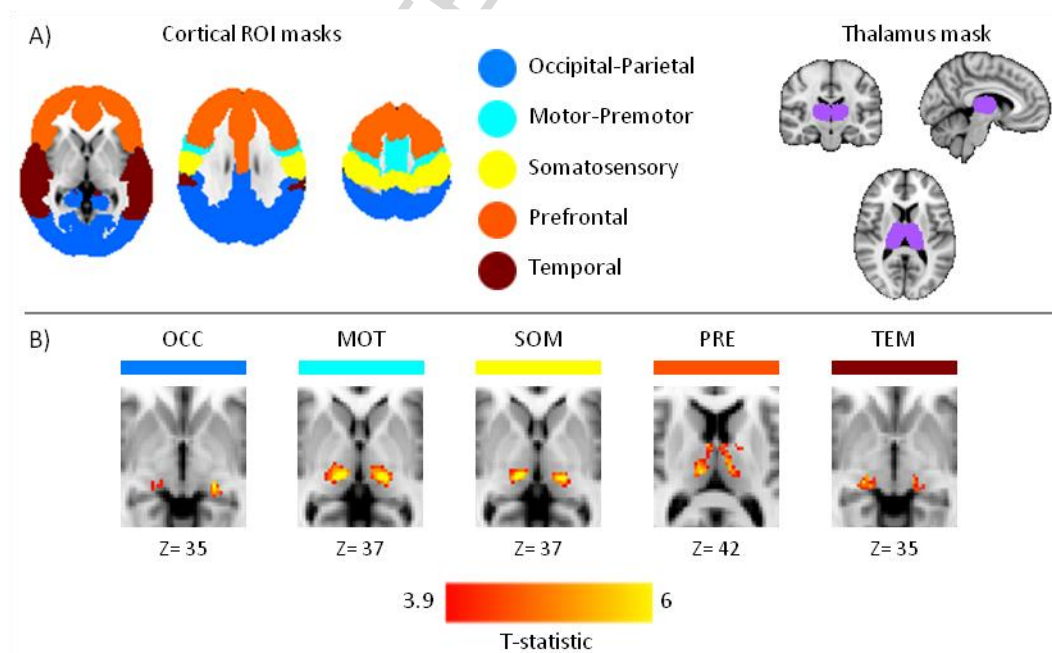 A)
Cortical ROI masks
Thalamus mask
Occipital-Parietal
Motor-Premotor
Somatosensory
Prefrontal
Temporal
B)
OCC MOT SOM PRE TEM
Z= 35 Z= 37 Z= 37 Z= 42 Z= 35
3.9 6
T-statistic